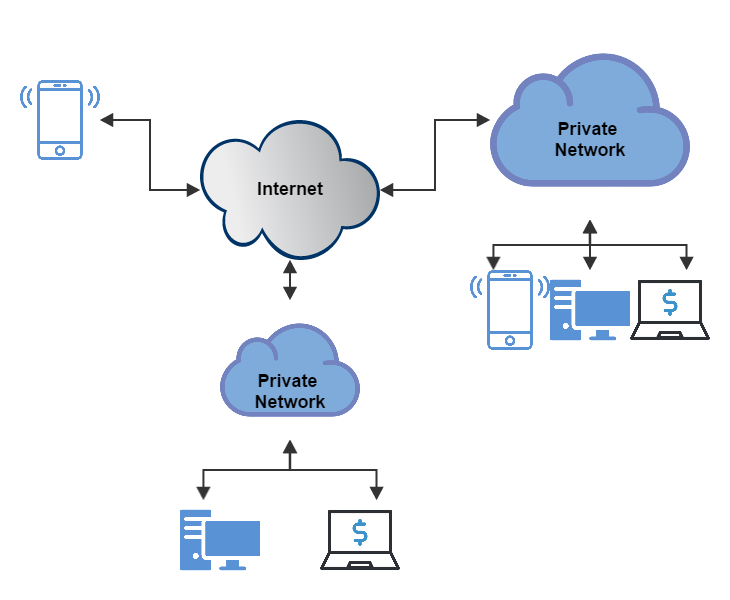 Private
Network
Internet
$
Private
Network
$